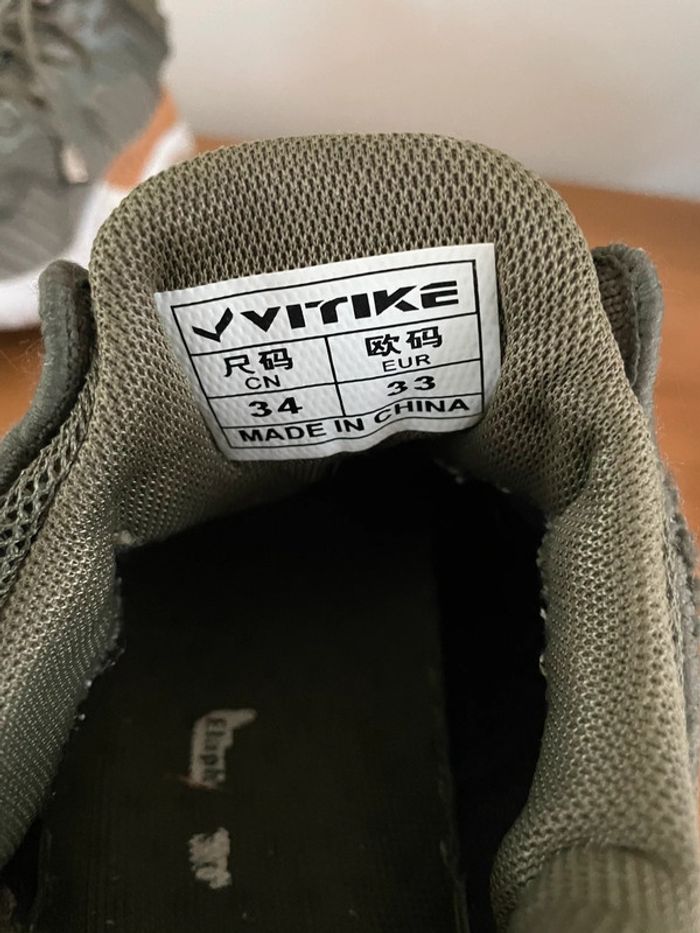 VITIKE
尺码 欧码
CN EUR
34 33
MADE IN CHINA